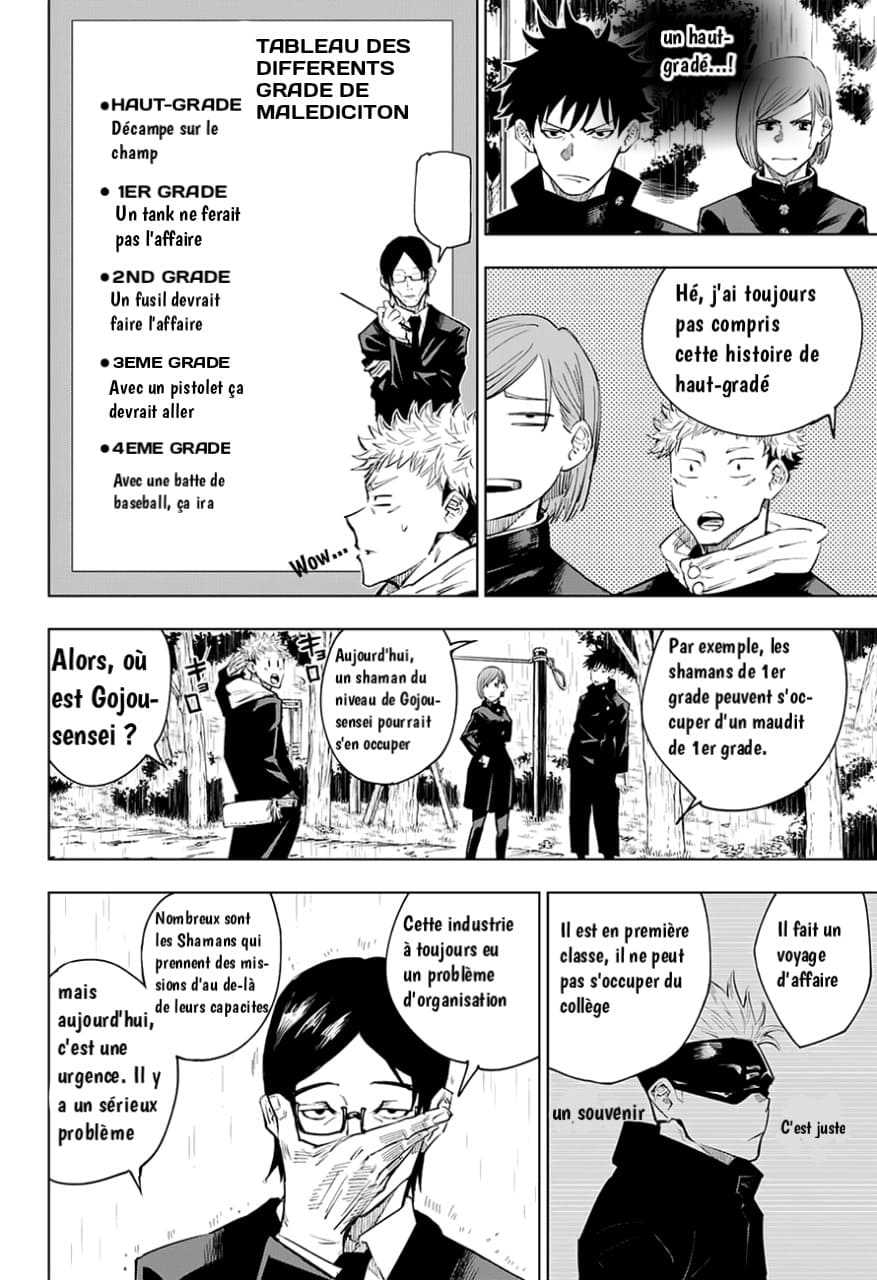 un haut-
gradé...!
Hé, j'ai toujours
pas compris
cette histoire de
haut-gradé
TABLEAU DES
DIFFERENTS
GRADE DE
MALEDICITON
●HAUT-GRADE
Décampe sur le
champ
● 1ER GRADE
Un tank ne ferait
pas l'affaire
●2ND GRADE
Un fusil devrait
faire l'affaire
●3EME GRADE
Avec un pistolet ça
devrait aller
●4EME GRADE
Avec une batte de
baseball, ça ira
Wow...
Par exemple, les
shamans de 1er
grade peuvent s'oc-
cuper d'un maudit
de 1er grade.
Aujourd'hui,
un shaman du
niveau de Gojou-
sensei pourrait
s'en occuper
キョロ
キョロ
Alors, où
est Gojou-
sensei ?
Il fait un
voyage
d'affaire
Il est en première
classe, il ne peut
pas s'occuper du
collège
C'est juste
un souvenir
Cette industrie
à toujours eu
un problème
d'organisation
Nombreux sont
les Shamans qui
prennent des mis-
sions d'au de-là
de leurs capacites
mais
aujourd'hui,
c'est une
urgence. Il y
a un sérieux
problème